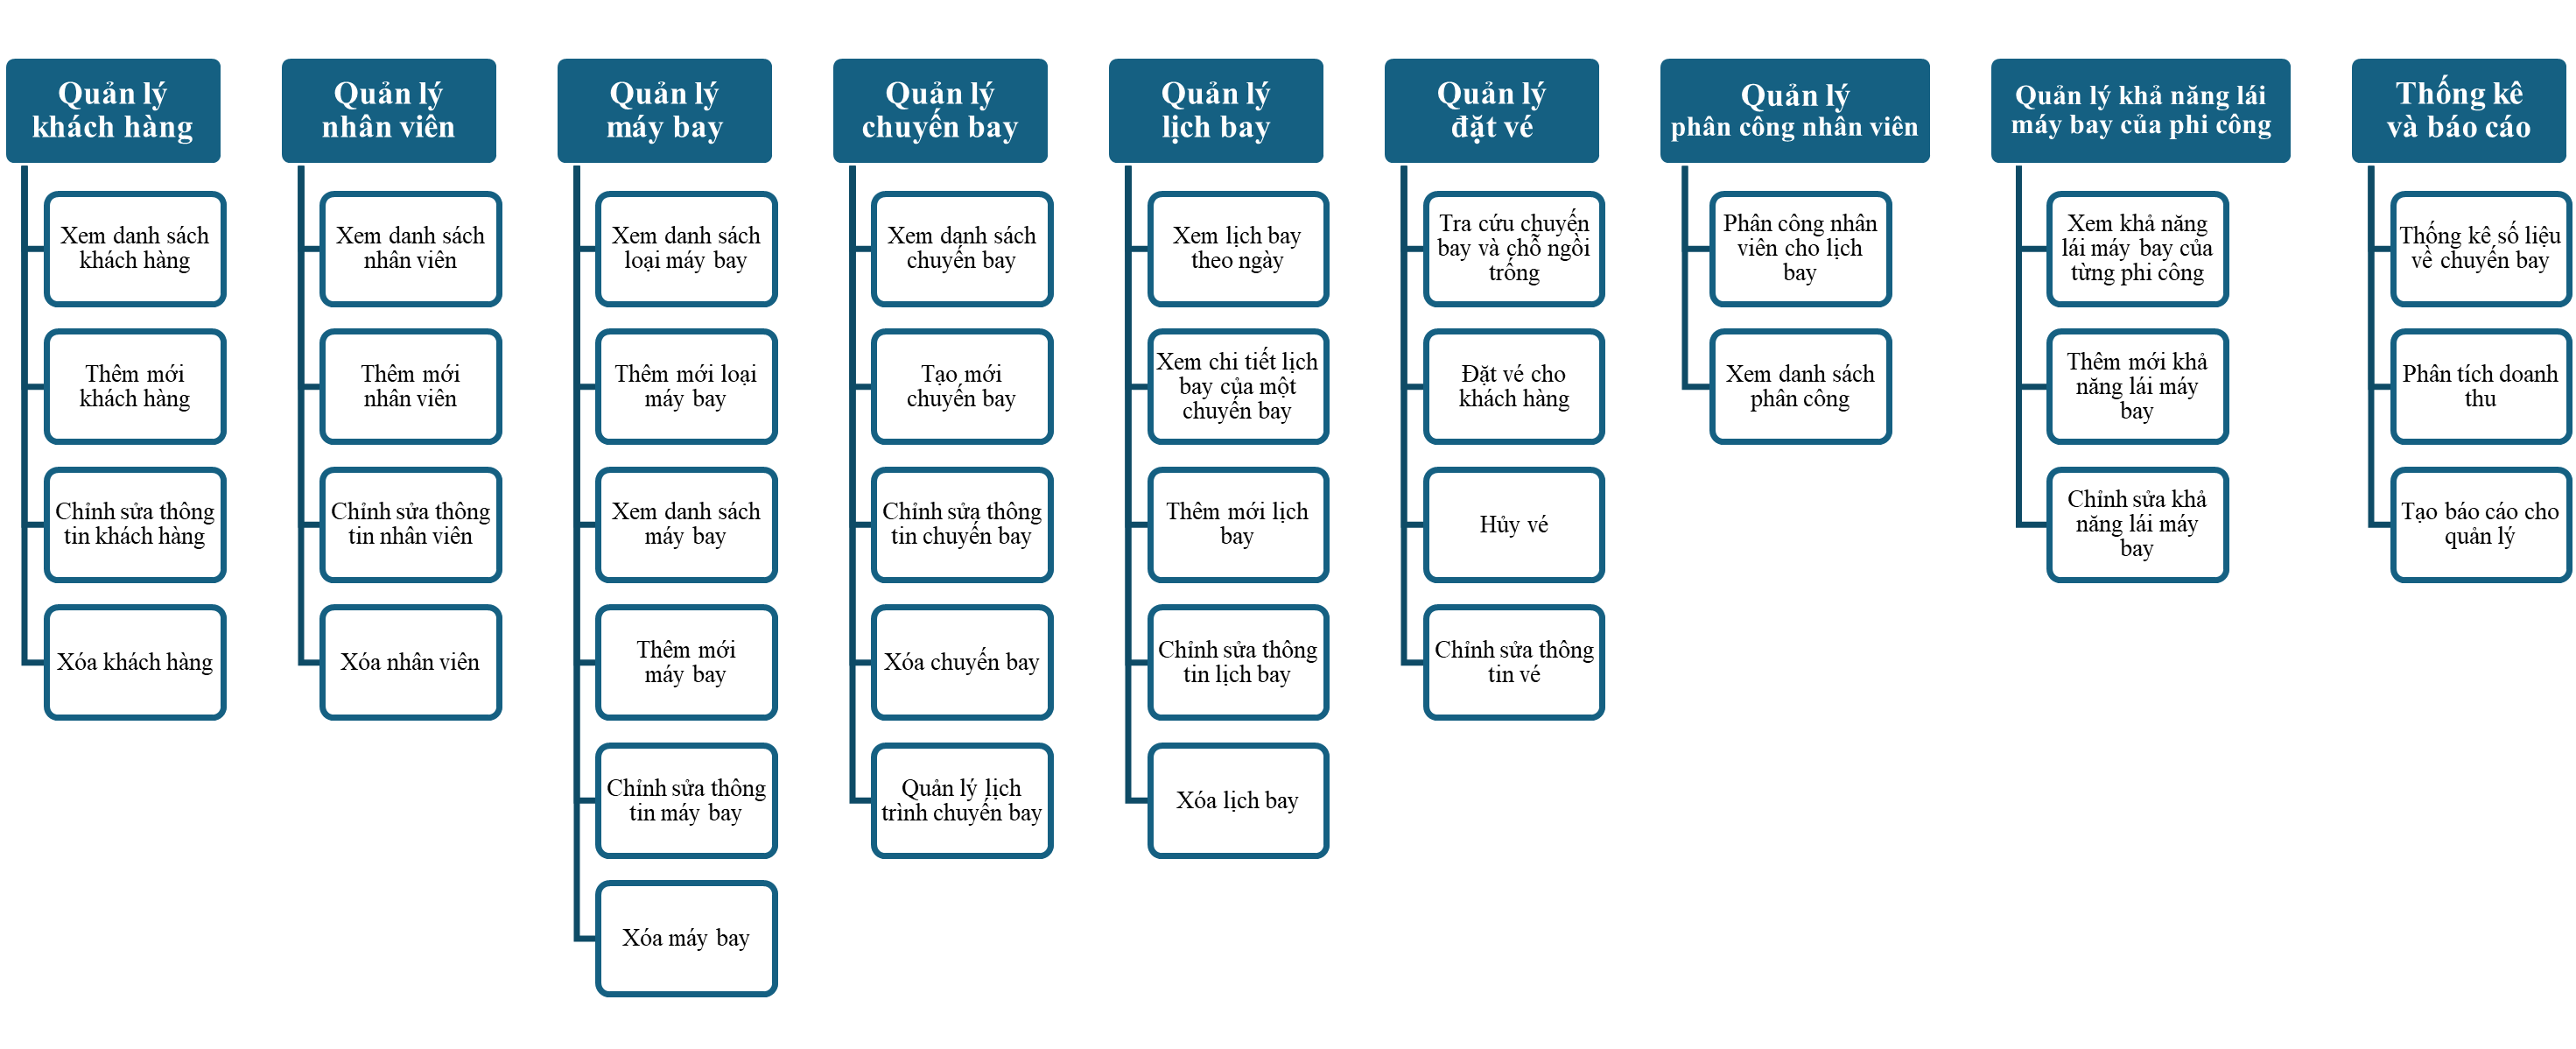 Quản lý
khách hàng
Xem danh sách
khách hàng
Thêm mới
khách hàng
Chỉnh sửa thông
tin khách hàng
Xóa khách hàng
Quản lý
nhân viên
Xem danh sách
nhân viên
Thêm mới
nhân viên
Chỉnh sửa thông
tin nhân viên
Xóa nhân viên
Quản lý
máy bay
Xem danh sách
loại máy bay
Thêm mới loại
máy bay
Xem danh sách
máy bay
Thêm mới
máy bay
Chỉnh sửa thông
tin máy bay
Xóa máy bay
Quản lý
chuyến bay
Xem danh sách
chuyến bay
Tạo mới
chuyến bay
Chỉnh sửa thông
tin chuyến bay
Xóa chuyến bay
Quản lý lịch
trình chuyến bay
Quản lý
lịch bay
Xem lịch bay
theo ngày
Xem chi tiết lịch
bay của một
chuyến bay
Thêm mới lịch
bay
Chỉnh sửa thông
tin lịch bay
Xóa lịch bay
Quản lý
đặt vé
Tra cứu chuyến
bay và chỗ ngồi
trống
Đặt vé cho
khách hàng
Hủy vé
Chỉnh sửa thông
tin vé
Quản lý
phân công nhân viên
Phân công nhân
viên cho lịch
bay
Xem danh sách
phân công
Quản lý khả năng lái
máy bay của phi công
Xem khả năng
lái máy bay của
từng phi công
Thêm mới khả
năng lái máy
bay
Chỉnh sửa khả
năng lái máy
bay
Thống kê
và báo cáo
Thống kê số liệu
về chuyến bay
Phân tích doanh
thu
Tạo báo cáo cho
quản lý